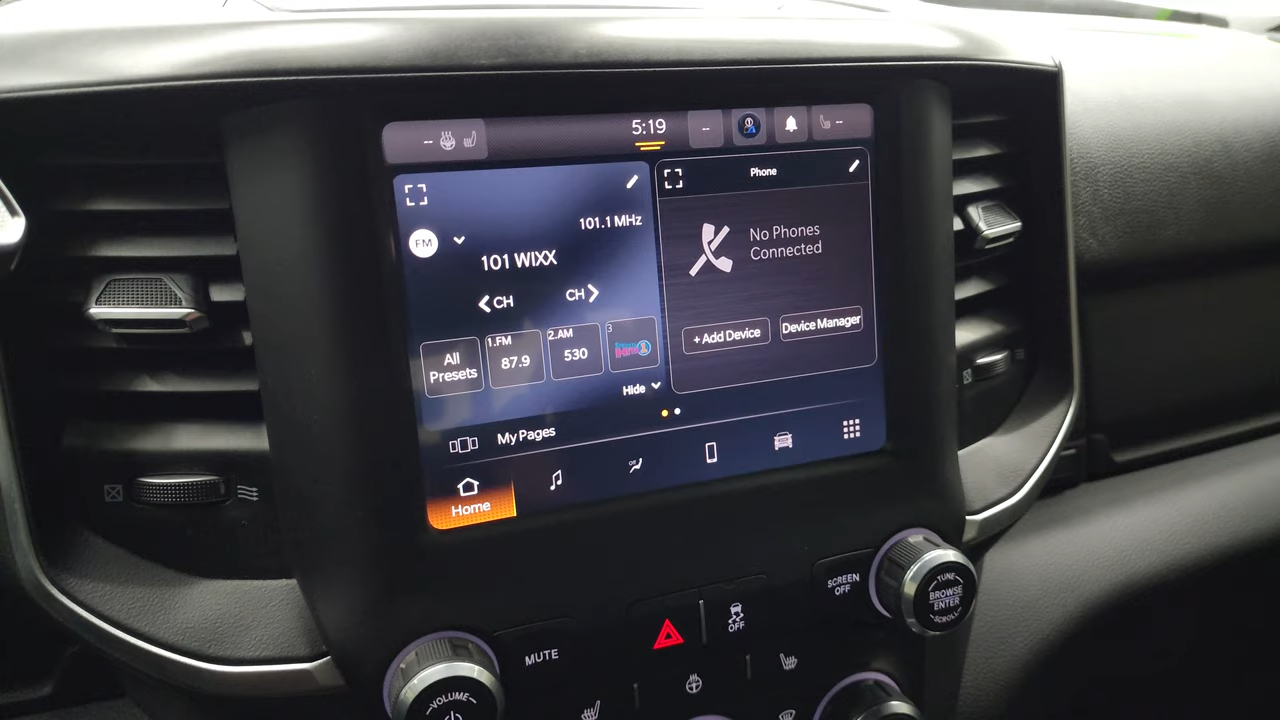 --
5:19
--
--
Phone
101.1 MHz
FM
101 WIXX
No Phones
Connected
CH
CH
All
Presets
1.FM
87.9
2.AM
530
3
+ Add Device
Device Manager
Hide
My Pages
Home
SCREEN
OFF
TUNE
BROWSE
ENTER
SCROLL
OFF
MUTE
VOLUME